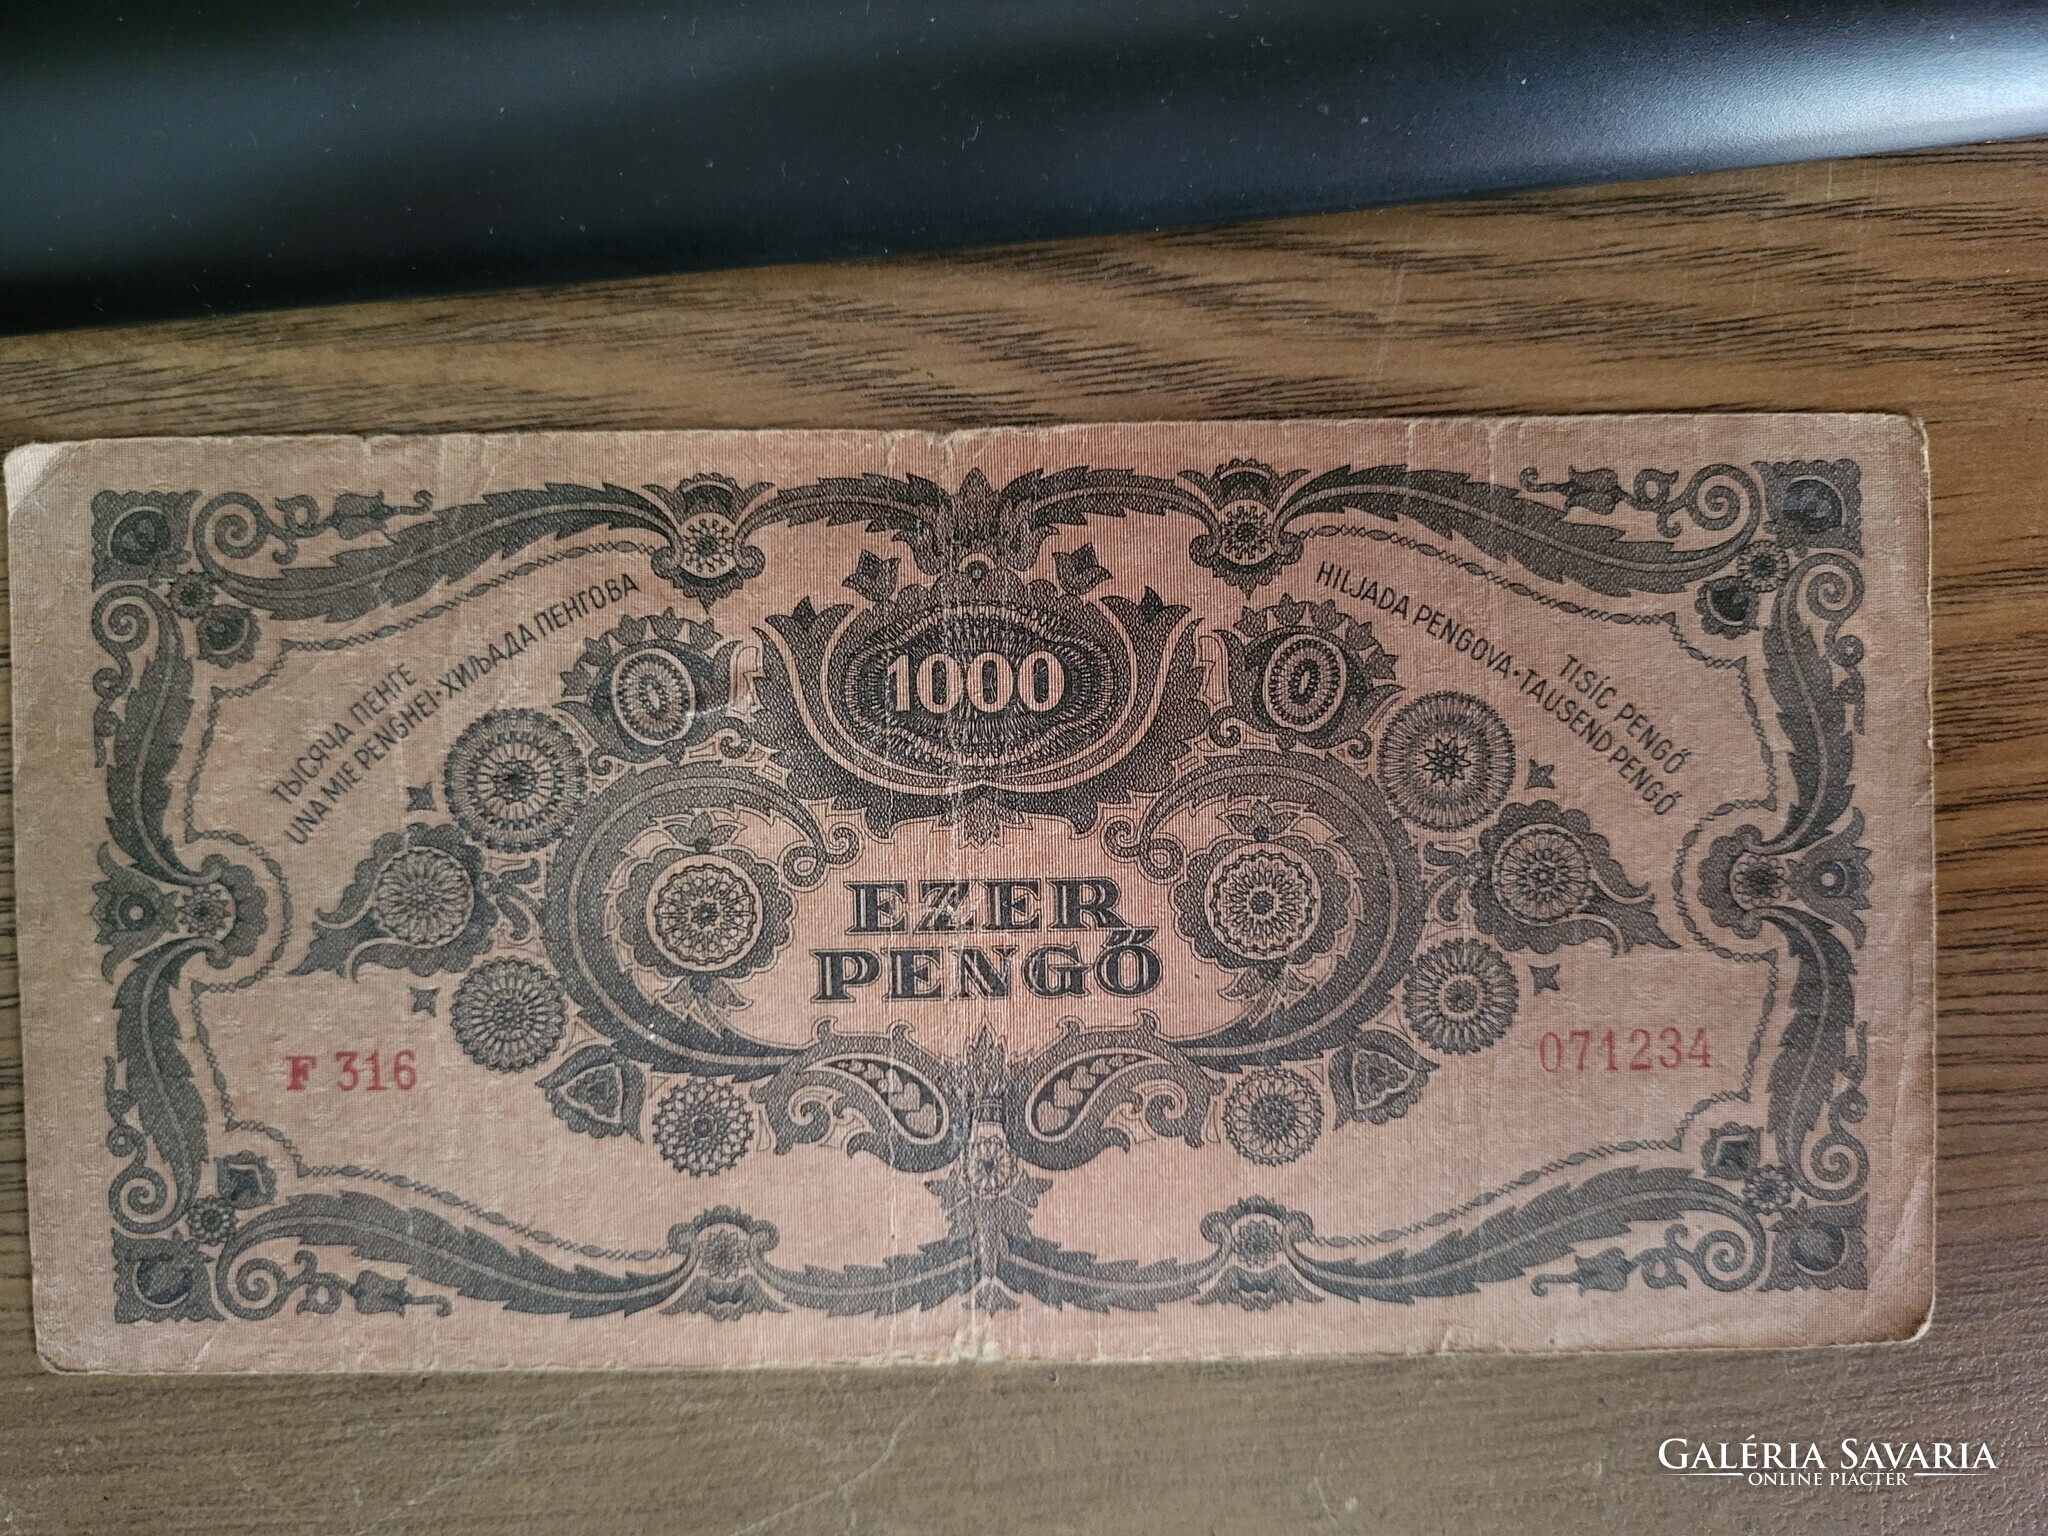 ТЫСЯЧА ПЕНГЕ
UNA MIE PENGHEI · ХИЉАДА ПЕНГОВА
HILJADA PENGOVA · TAUSEND PENGŐ
TISÍC PENGŐ
1000
EZER
PENGŐ
F 316
071234
GALÉRIA SAVARIA
ONLINE PIACTÉR